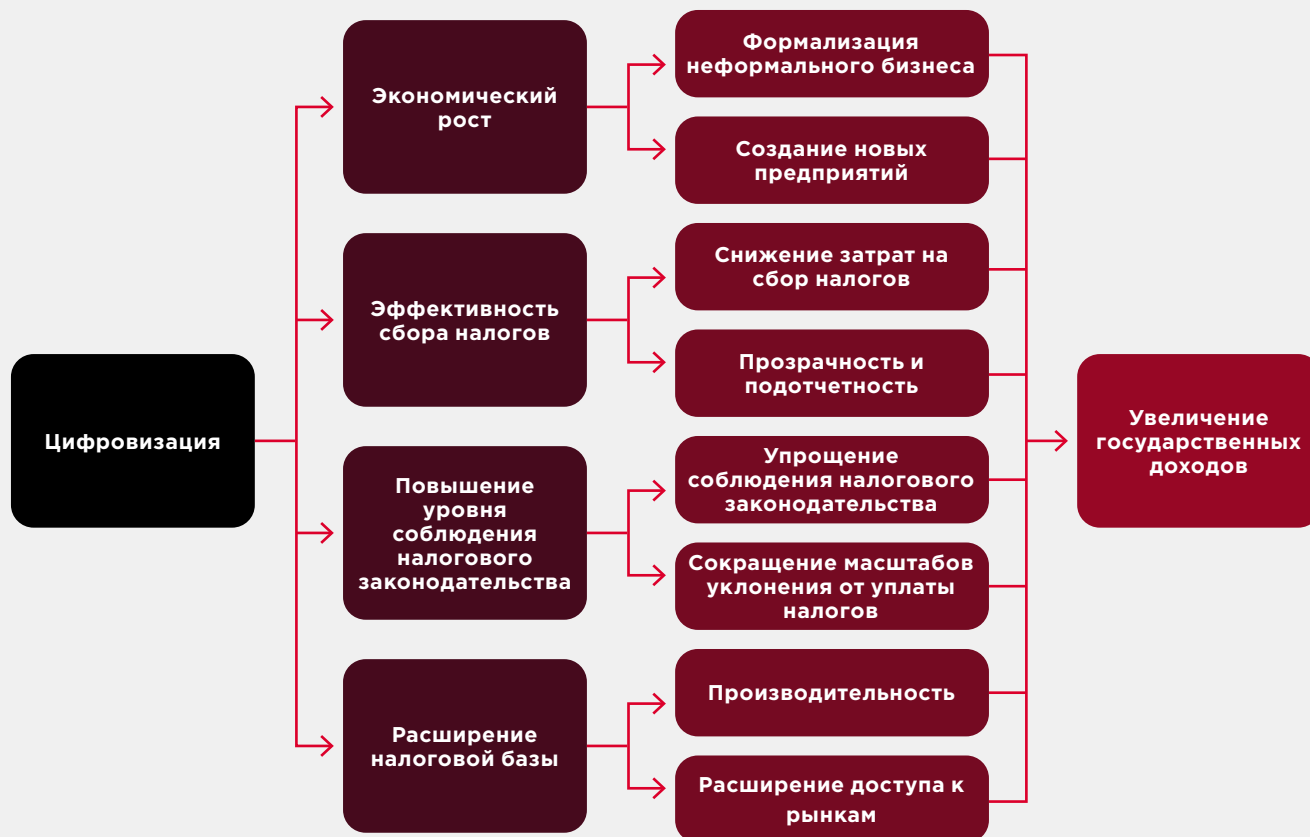 Экономический
рост
Формализация
неформального бизнеса
Создание новых
предприятий
Эффективность
сбора налогов
Снижение затрат на
сбор налогов
Прозрачность и
подотчетность
Цифровизация
Повышение
уровня
соблюдения
налогового
законодательства
Упрощение
соблюдения налогового
законодательства
Сокращение масштабов
уклонения от уплаты
налогов
Расширение
налоговой базы
Производительность
Расширение доступа к
рынкам
Увеличение
государственных
доходов